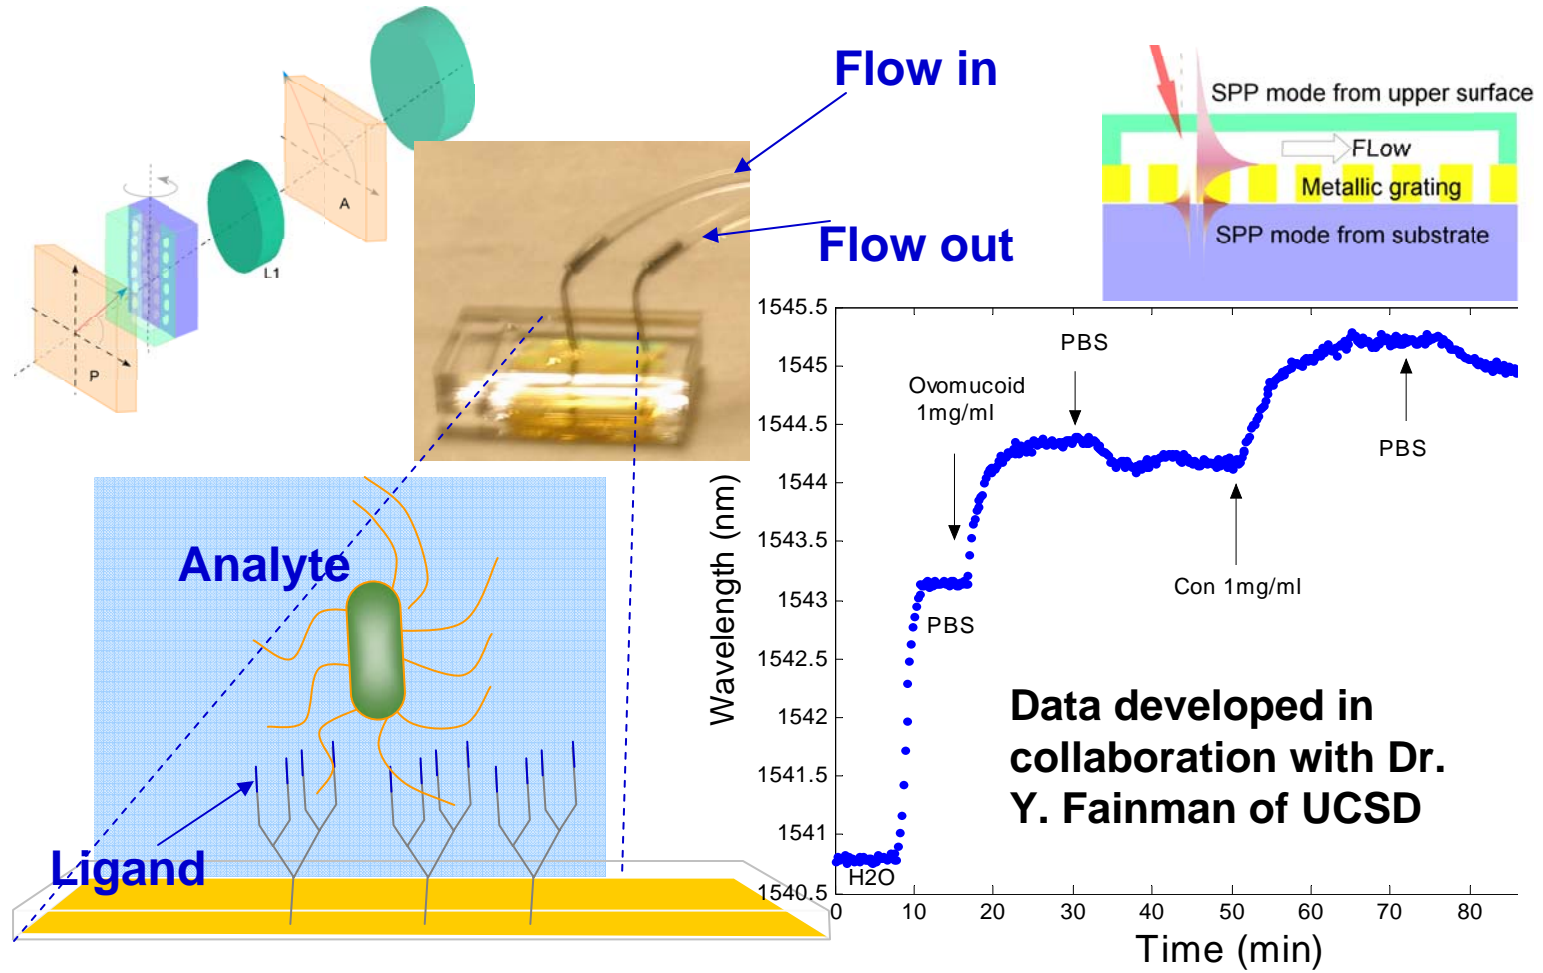 Flow in
SPP mode from upper surface
FLow
Metallic grating
SPP mode from substrate
A
L1
P
Flow out
Analyte
Ligand
1545.5
1545
1544.5
1544
1543.5
1543
1542.5
1542
1541.5
1541
1540.5
Wavelength (nm)
PBS
Ovomucoid
1mg/ml
PBS
Con 1mg/ml
PBS
H2O
Data developed in
collaboration with Dr.
Y. Fainman of UCSD
0 10 20 30 40 50 60 70 80
Time (min)